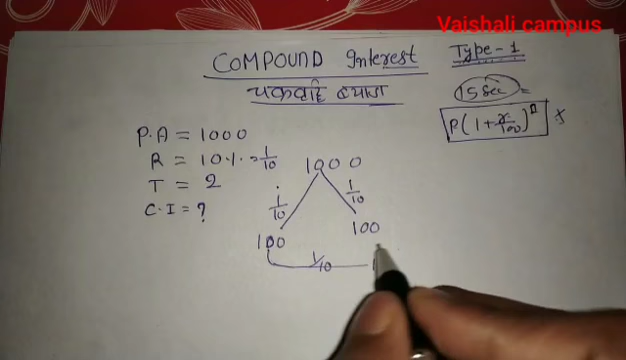 Vaishali campus
COMPOUND Interest
Type-1
चक्रवृद्धि ब्याज
15 sec =
P(1+r/100)^n
P.A = 1000
R = 10% = 1/10
T = 2
C.I = ?
1000
1/10 1/10
100 100
1/10